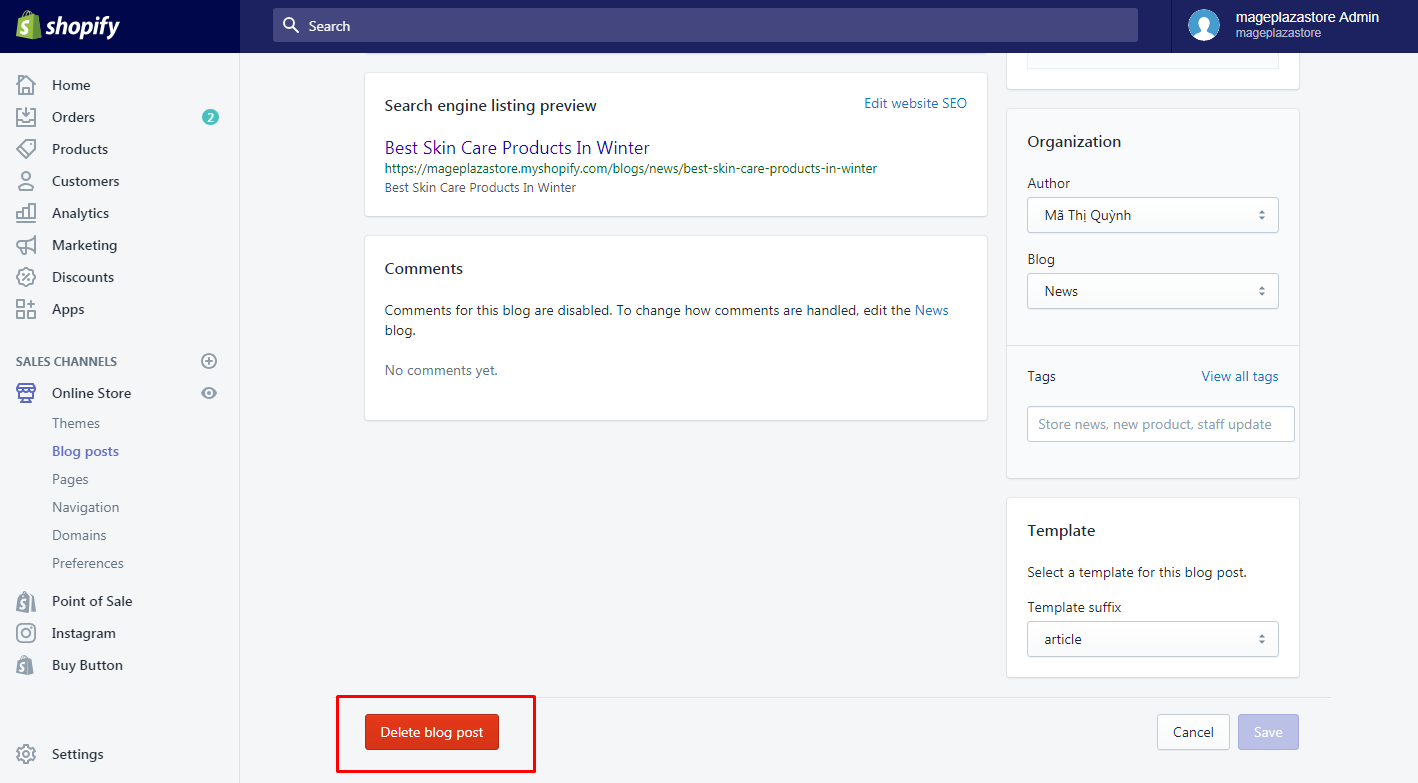 shopify
Search
mageplazastore Admin
mageplazastore
Home
Orders
2
Products
Customers
Analytics
Marketing
Discounts
Apps
SALES CHANNELS
Online Store
Themes
Blog posts
Pages
Navigation
Domains
Preferences
Point of Sale
Instagram
Buy Button
Settings
Search engine listing preview
Edit website SEO
Best Skin Care Products In Winter
https://mageplazastore.myshopify.com/blogs/news/best-skin-care-products-in-winter
Best Skin Care Products In Winter
Comments
Comments for this blog are disabled. To change how comments are handled, edit the News
blog.
No comments yet.
Organization
Author
Mã Thị Quỳnh
Blog
News
Tags
View all tags
Store news, new product, staff update
Template
Select a template for this blog post.
Template suffix
article
Delete blog post
Cancel
Save